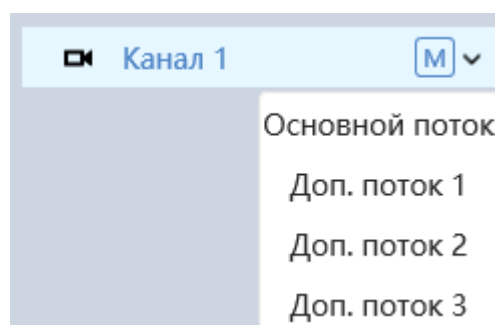 Канал 1 M
Основной поток
Доп. поток 1
Доп. поток 2
Доп. поток 3